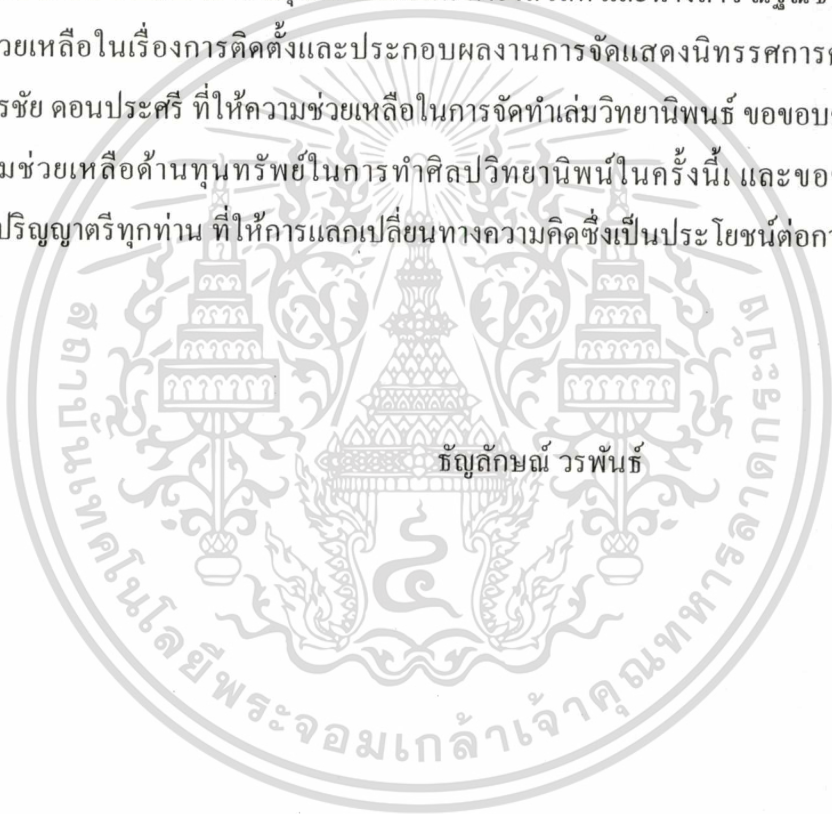 วยเหลือในเรื่องการติดตั้งและประกอบผลงานการจัดแสดงนิทรรศการ
รชัย ดอนประศรี ที่ให้ความช่วยเหลือในการจัดทำเล่มวิทยานิพนธ์ ขอขอบ
มช่วยเหลือด้านทุนทรัพย์ในการทำศิลปวิทยานิพน์ในครั้งนี้เ และขอ
ปริญญาตรีทุกท่าน ที่ให้การแลกเปลี่ยนทางความคิดซึ่งเป็นประโยชน์ต่อกา
ธัญลักษณ์ วรพันธ์
สถาบันเทคโนโลยีพระจอมเกล้าเจ้าคุณทหารลาดกระบัง